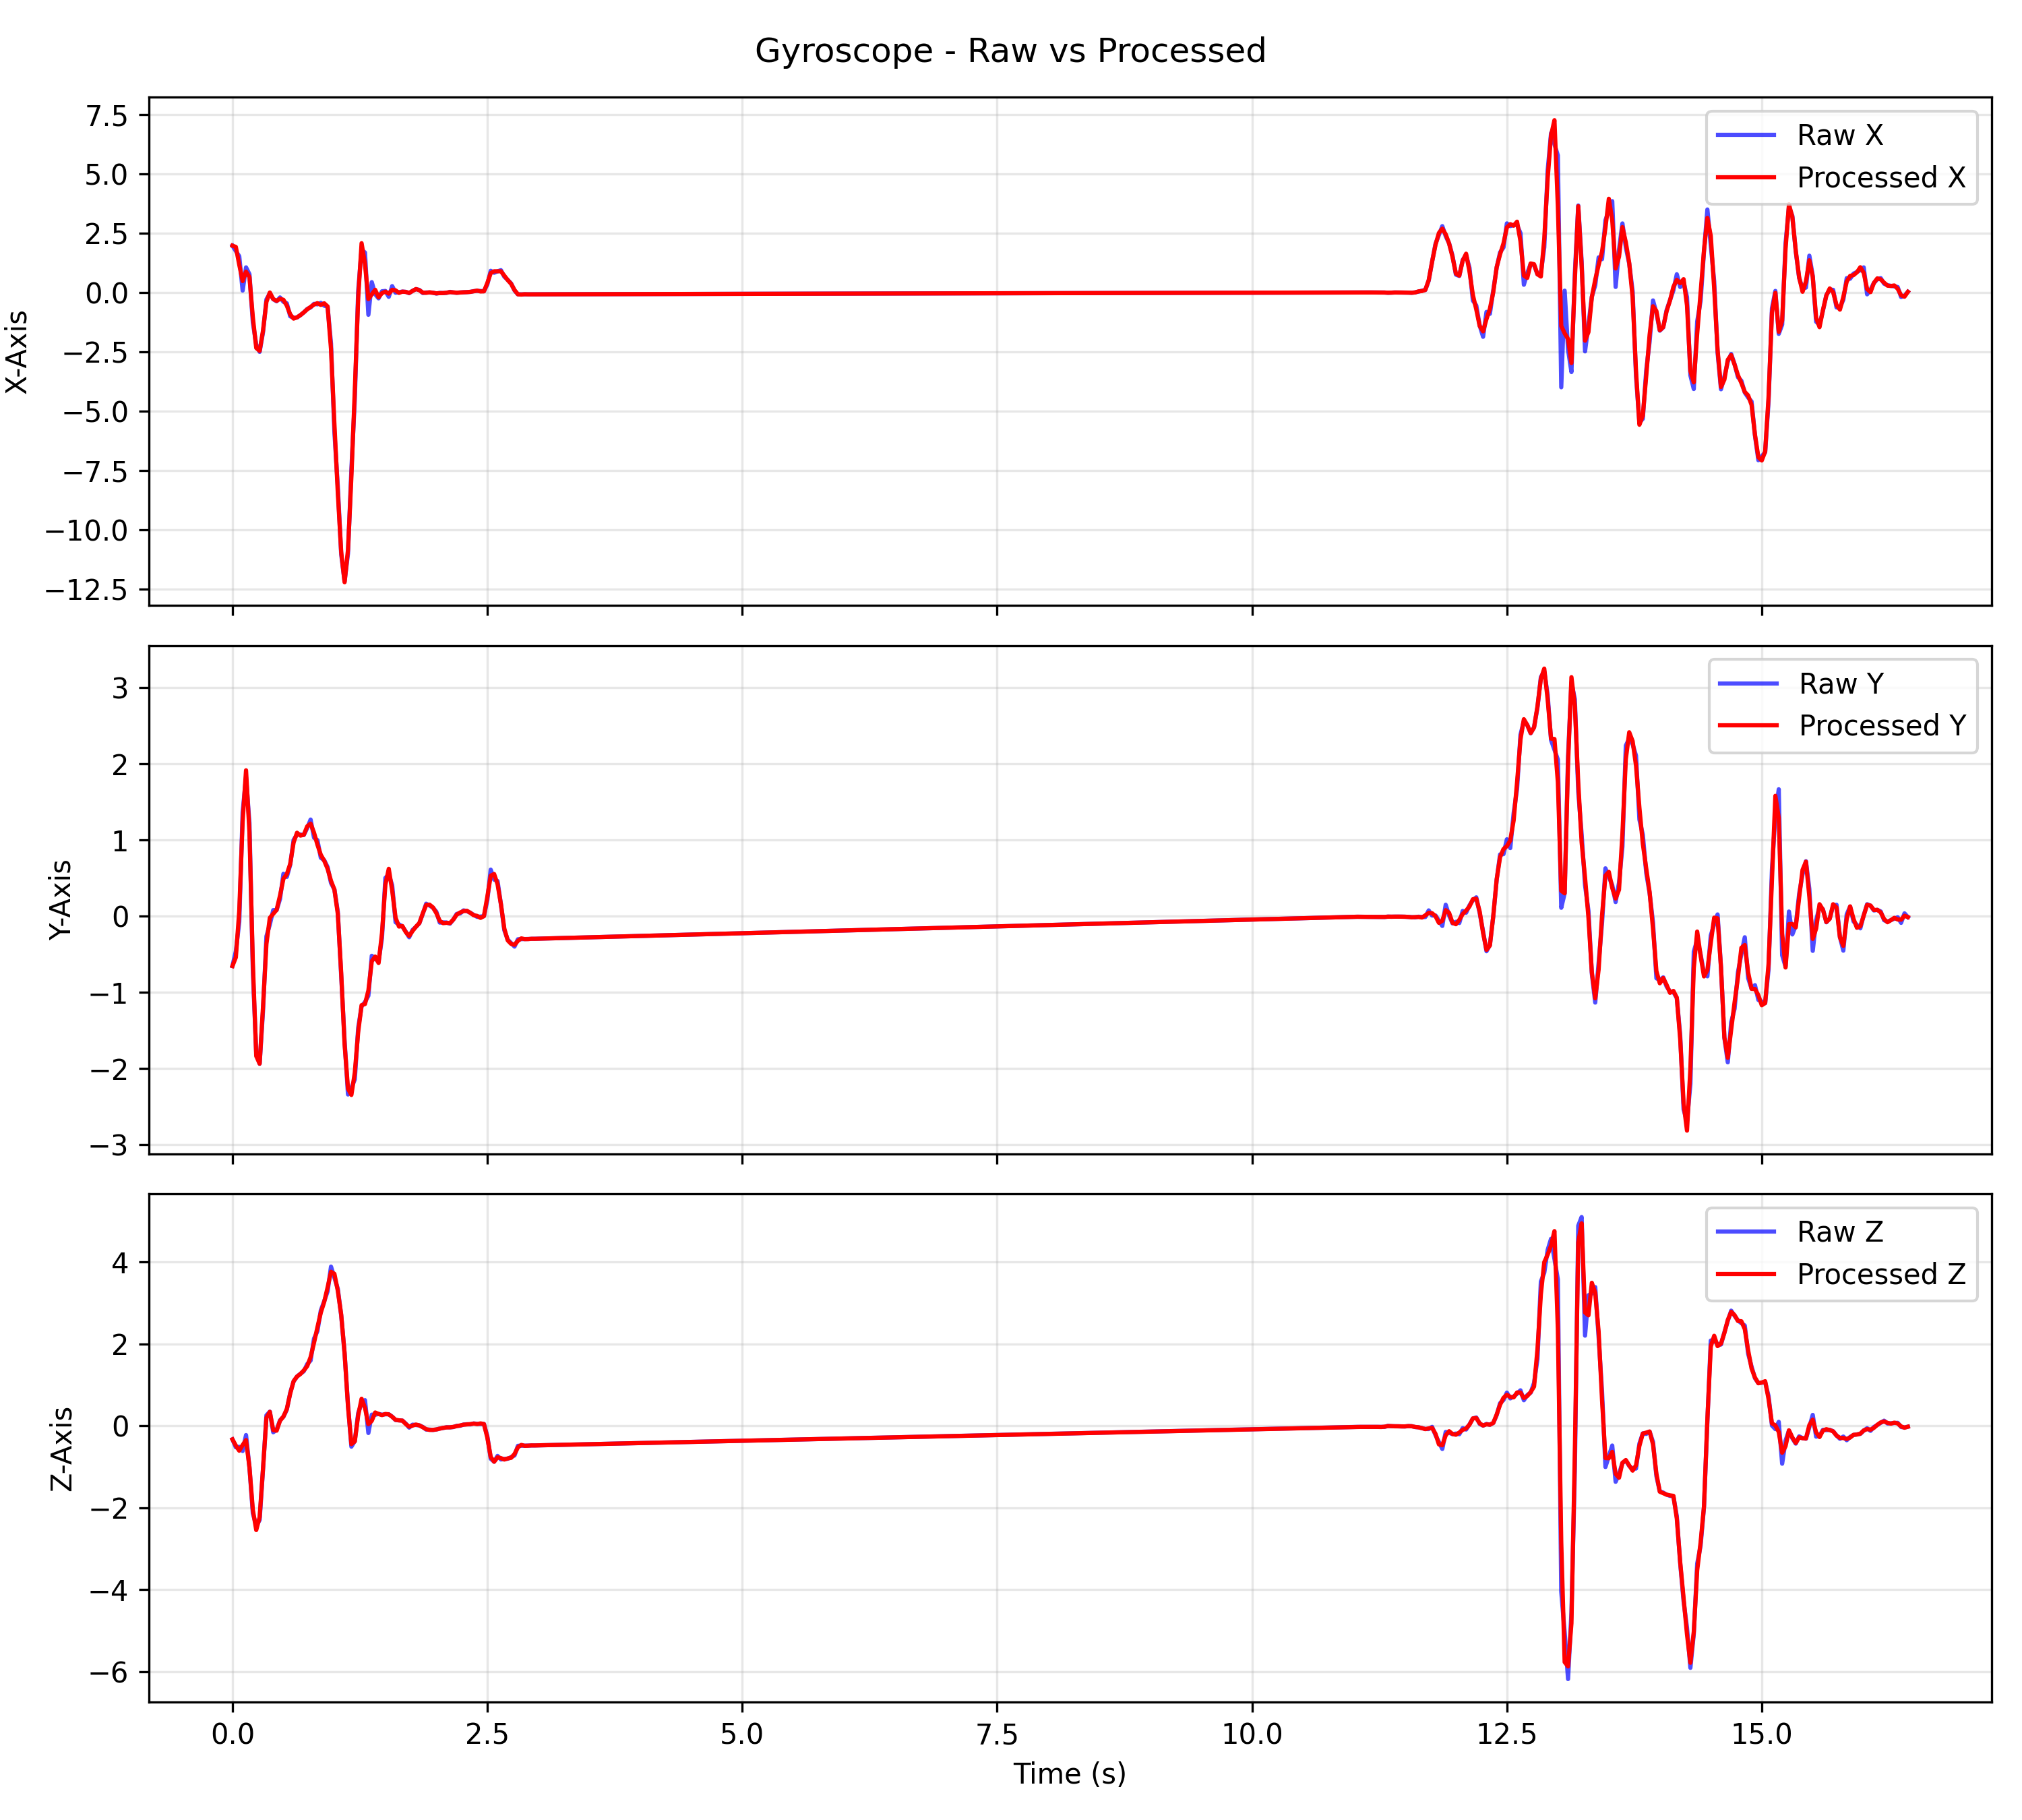 Gyroscope - Raw vs Processed
7.5
5.0
2.5
0.0
−2.5
−5.0
−7.5
−10.0
−12.5
X-Axis
Raw X
Processed X
3
2
1
0
−1
−2
−3
Y-Axis
Raw Y
Processed Y
4
2
0
−2
−4
−6
Z-Axis
Raw Z
Processed Z
0.0 2.5 5.0 7.5 10.0 12.5 15.0
Time (s)